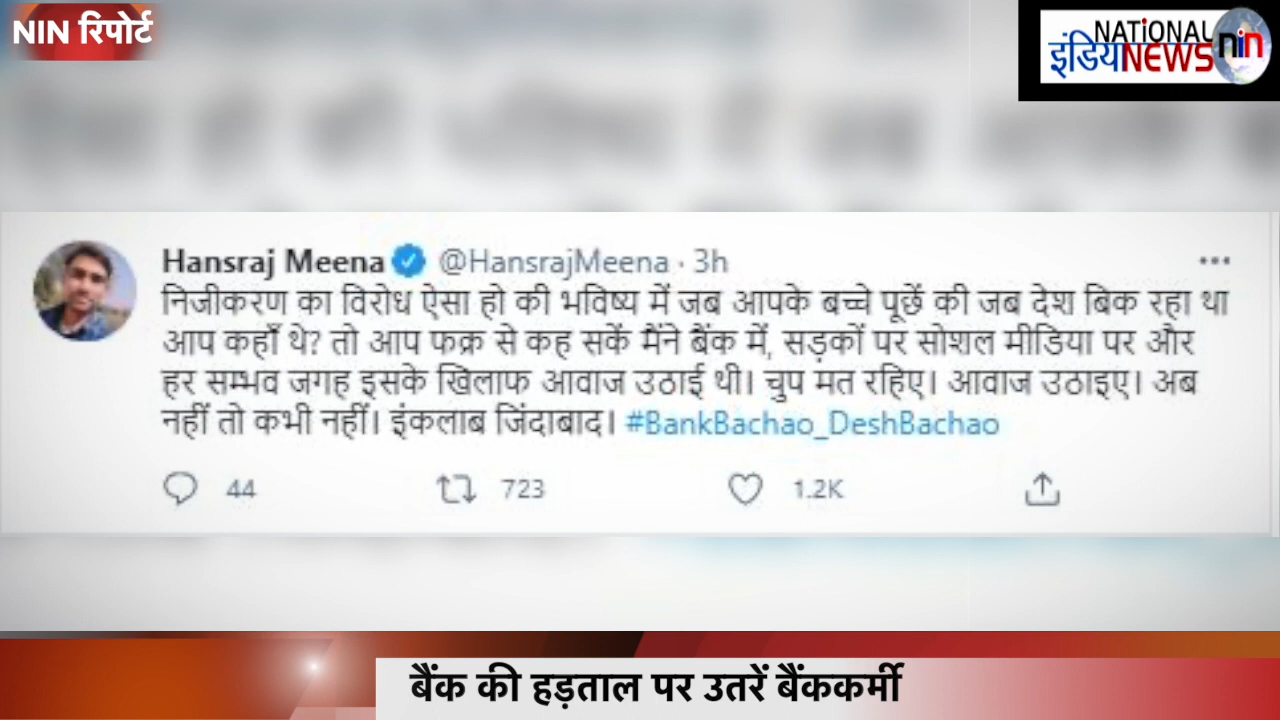 NIN रिपोर्ट
NATIONAL
इंडिया NEWS nin
Hansraj Meena @HansrajMeena · 3h
निजीकरण का विरोध ऐसा हो की भविष्य में जब आपके बच्चे पूछें की जब देश बिक रहा था
आप कहाँ थे? तो आप फक्र से कह सकें मैंने बैंक में, सड़कों पर सोशल मीडिया पर और
हर सम्भव जगह इसके खिलाफ आवाज उठाई थी। चुप मत रहिए। आवाज उठाइए। अब
नहीं तो कभी नहीं। इंकलाब जिंदाबाद। #BankBachao_DeshBachao
44 723 1.2K
बैंक की हड़ताल पर उतरें बैंककर्मी